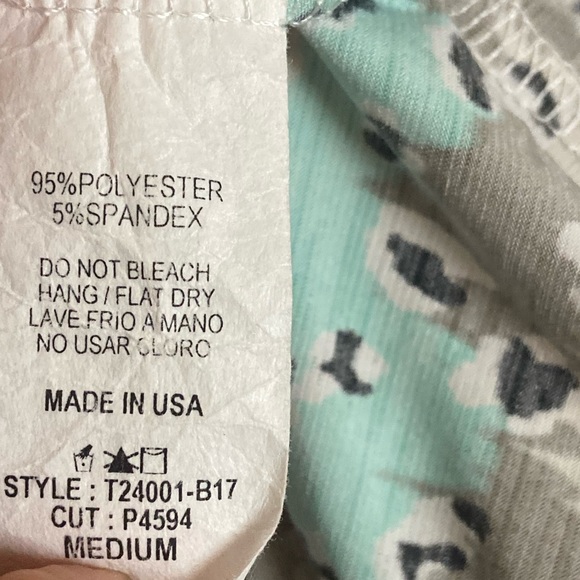 95%POLYESTER
5%SPANDEX
DO NOT BLEACH
HANG / FLAT DRY
LAVE.FRIO A MANO
NO USAR CLORO
MADE IN USA
STYLE : T24001-B17
CUT : P4594
MEDIUM